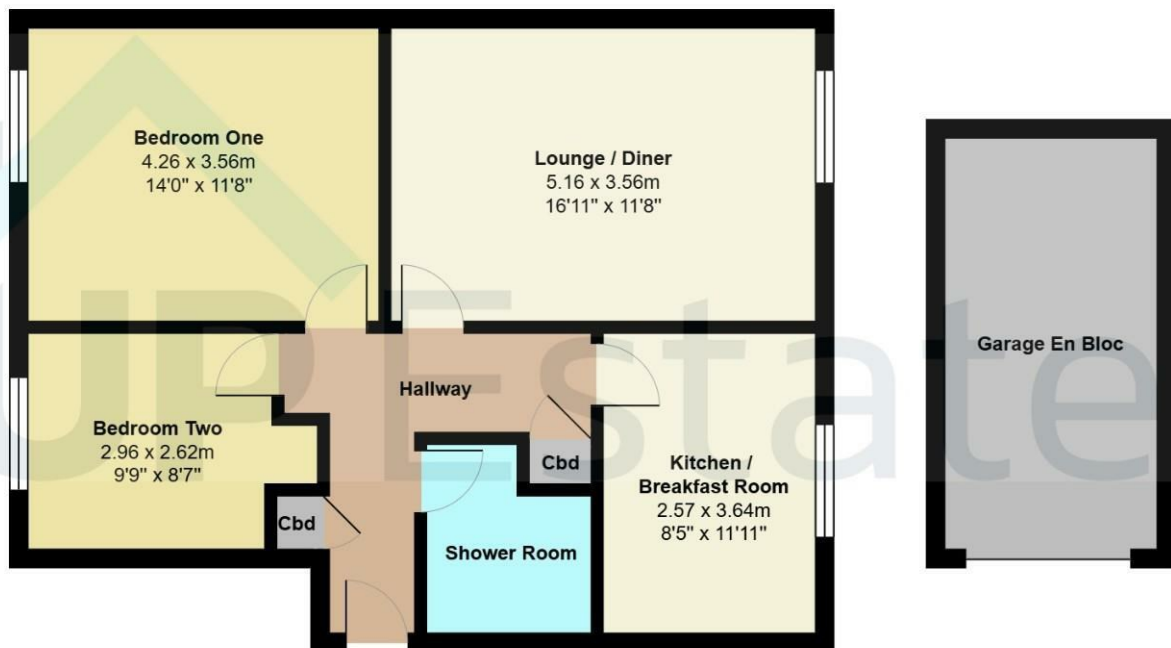 Bedroom One
4.26 x 3.56m
14'0" x 11'8"
Lounge / Diner
5.16 x 3.56m
16'11" x 11'8"
Garage En Bloc
Hallway
Bedroom Two
2.96 x 2.62m
9'9" x 8'7"
Cbd
Kitchen /
Breakfast Room
2.57 x 3.64m
8'5" x 11'11"
Cbd
Shower Room
UP Estate